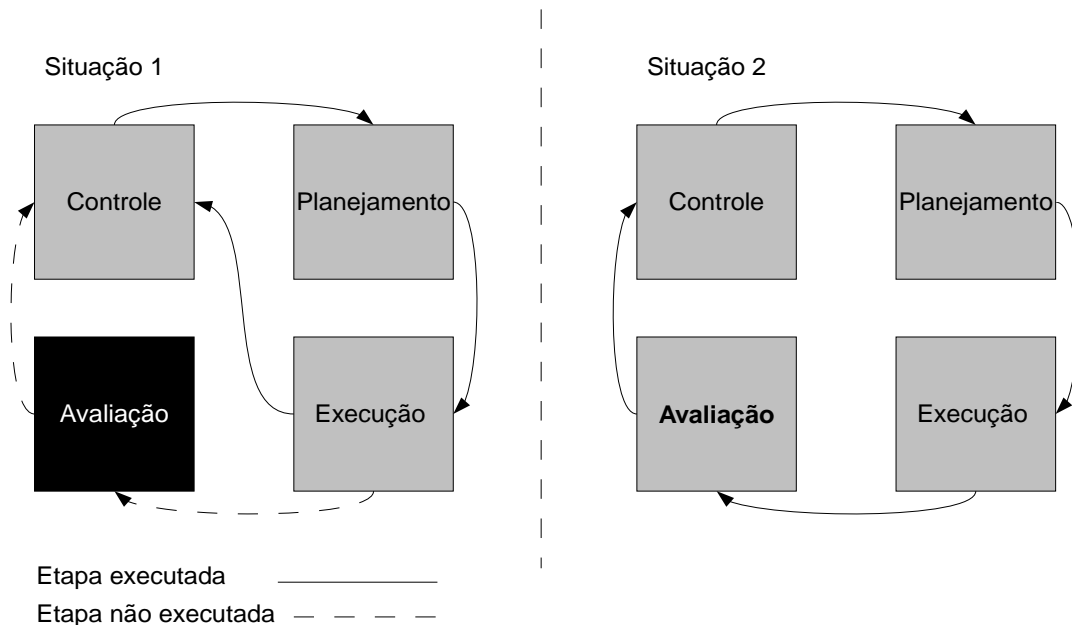 Situação 1
Controle
Planejamento
Avaliação
Execução
Situação 2
Controle
Planejamento
Avaliação
Execução
Etapa executada
Etapa não executada